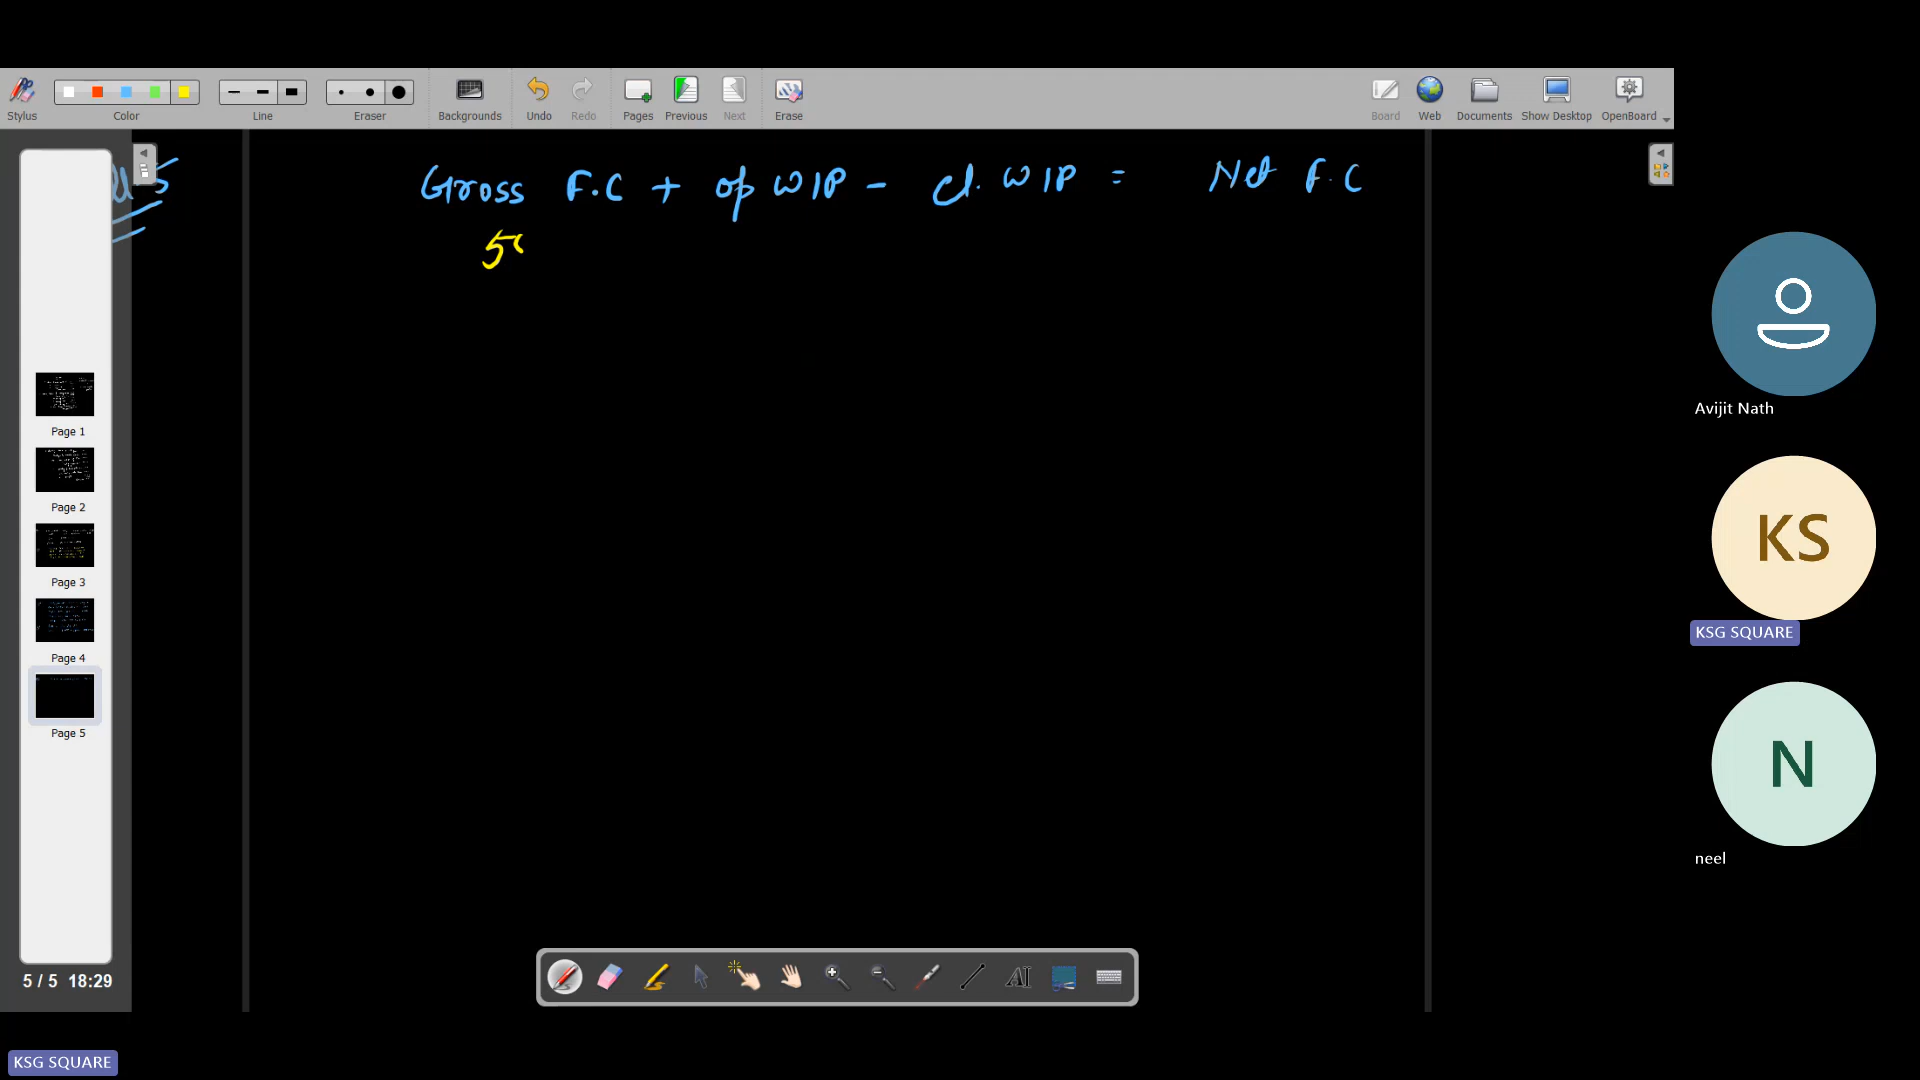 Stylus Color Line Eraser Backgrounds Undo Redo Pages Previous Next Erase Board Web Documents Show Desktop OpenBoard
Gross F.C + op WIP - cl. WIP = Net F.C
Page 1
Page 2
Page 3
Page 4
Page 5
5 / 5 18:29
AI
Avijit Nath
KS
KSG SQUARE
N
neel
KSG SQUARE